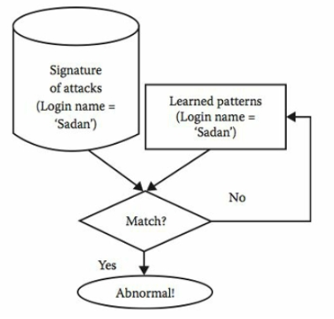 Signature
of attacks
(Login name =
‘Sadan’)
Learned patterns
(Login name =
‘Sadan’)
No
Match?
Yes
Abnormal!